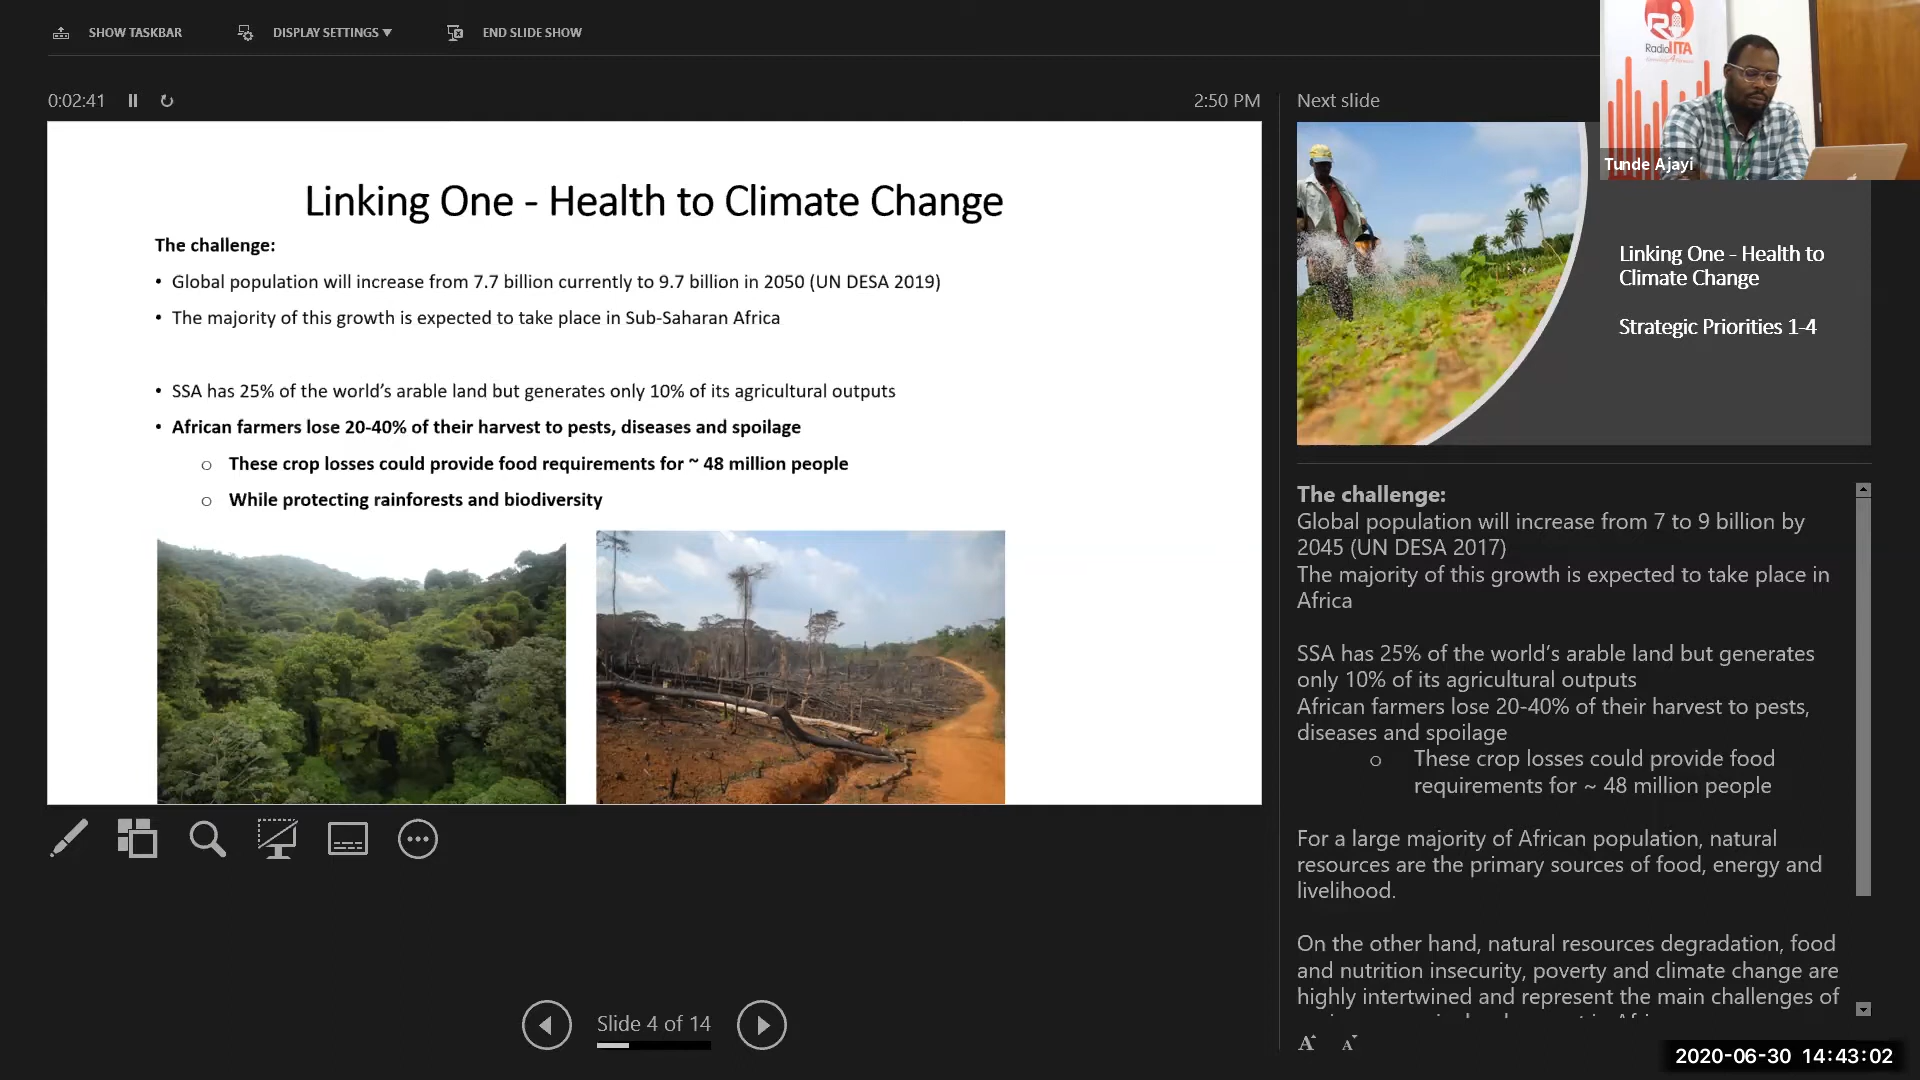 SHOW TASKBAR
DISPLAY SETTINGS ▼
END SLIDE SHOW
0:02:41
2:50 PM
Linking One - Health to Climate Change
The challenge:
• Global population will increase from 7.7 billion currently to 9.7 billion in 2050 (UN DESA 2019)
• The majority of this growth is expected to take place in Sub-Saharan Africa
• SSA has 25% of the world’s arable land but generates only 10% of its agricultural outputs
• African farmers lose 20-40% of their harvest to pests, diseases and spoilage
o These crop losses could provide food requirements for ~ 48 million people
o While protecting rainforests and biodiversity
Slide 4 of 14
Next slide
Linking One - Health to
Climate Change
Strategic Priorities 1-4
Radio IITA
Tunde Ajayi
The challenge:
Global population will increase from 7 to 9 billion by
2045 (UN DESA 2017)
The majority of this growth is expected to take place in
Africa
SSA has 25% of the world’s arable land but generates
only 10% of its agricultural outputs
African farmers lose 20-40% of their harvest to pests,
diseases and spoilage
o These crop losses could provide food
requirements for ~ 48 million people
For a large majority of African population, natural
resources are the primary sources of food, energy and
livelihood.
On the other hand, natural resources degradation, food
and nutrition insecurity, poverty and climate change are
highly intertwined and represent the main challenges of
A A
2020-06-30 14:43:02